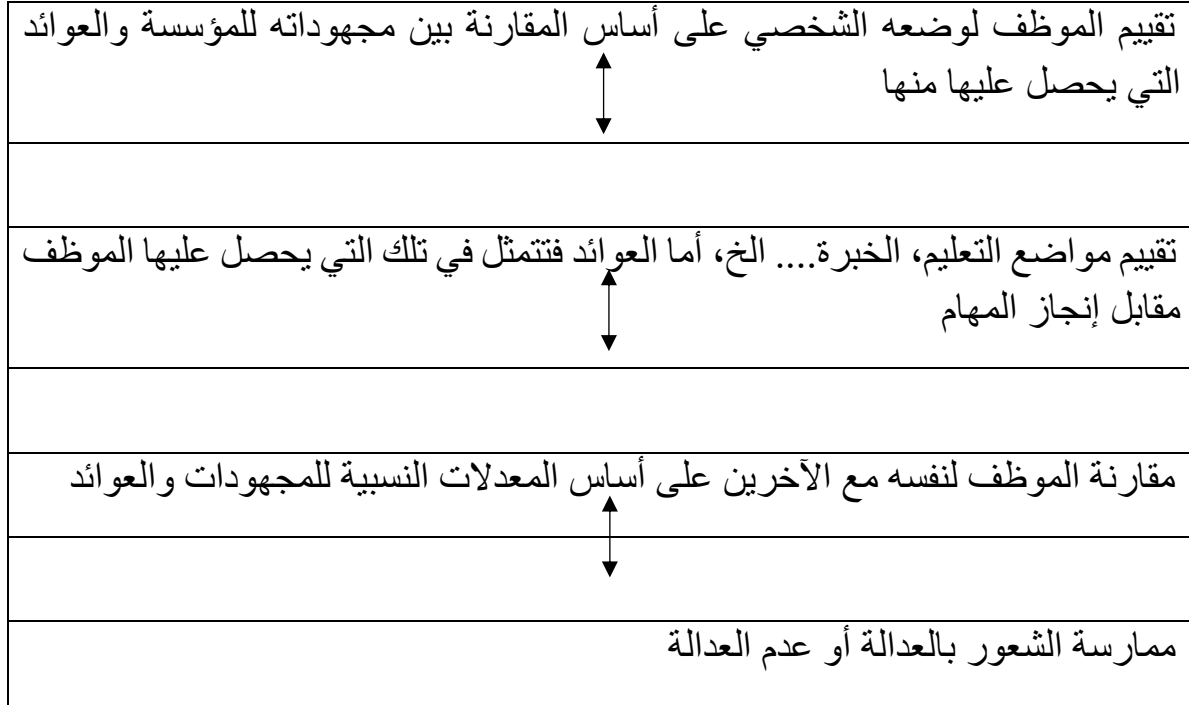 تقييم الموظف لوضعه الشخصي على أساس المقارنة بين مجهوداته للمؤسسة والعوائد
التي يحصل عليها منها
تقييم مواضع التعليم، الخبرة.... الخ، أما العوائد فتتمثل في تلك التي يحصل عليها الموظف
مقابل إنجاز المهام
مقارنة الموظف لنفسه مع الآخرين على أساس المعدلات النسبية للمجهودات والعوائد
ممارسة الشعور بالعدالة أو عدم العدالة